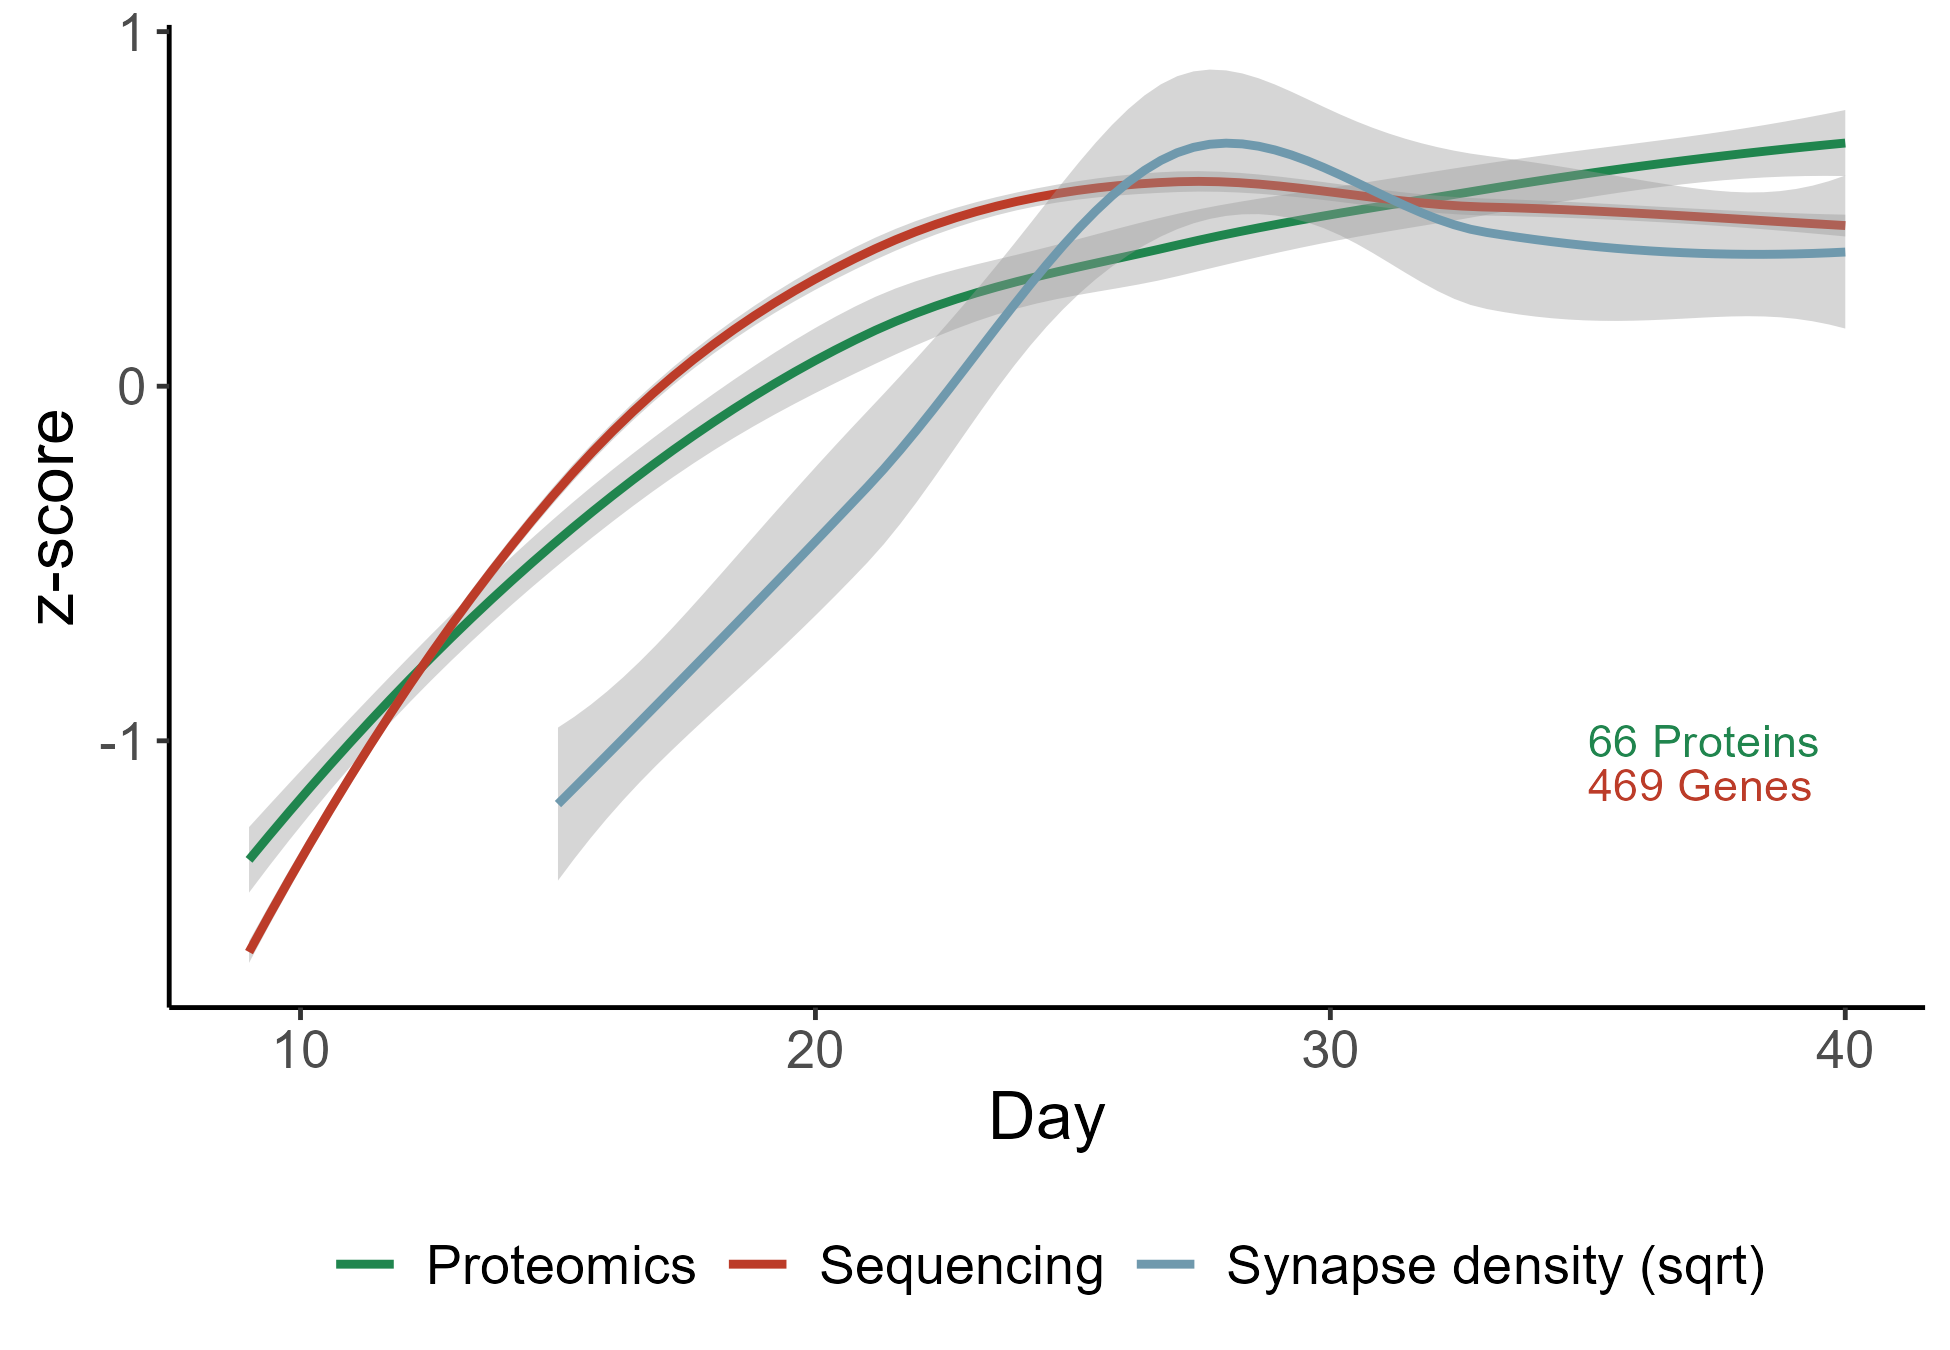 1
0
-1
z-score
66 Proteins
469 Genes
10 20 30 40
Day
Proteomics Sequencing Synapse density (sqrt)